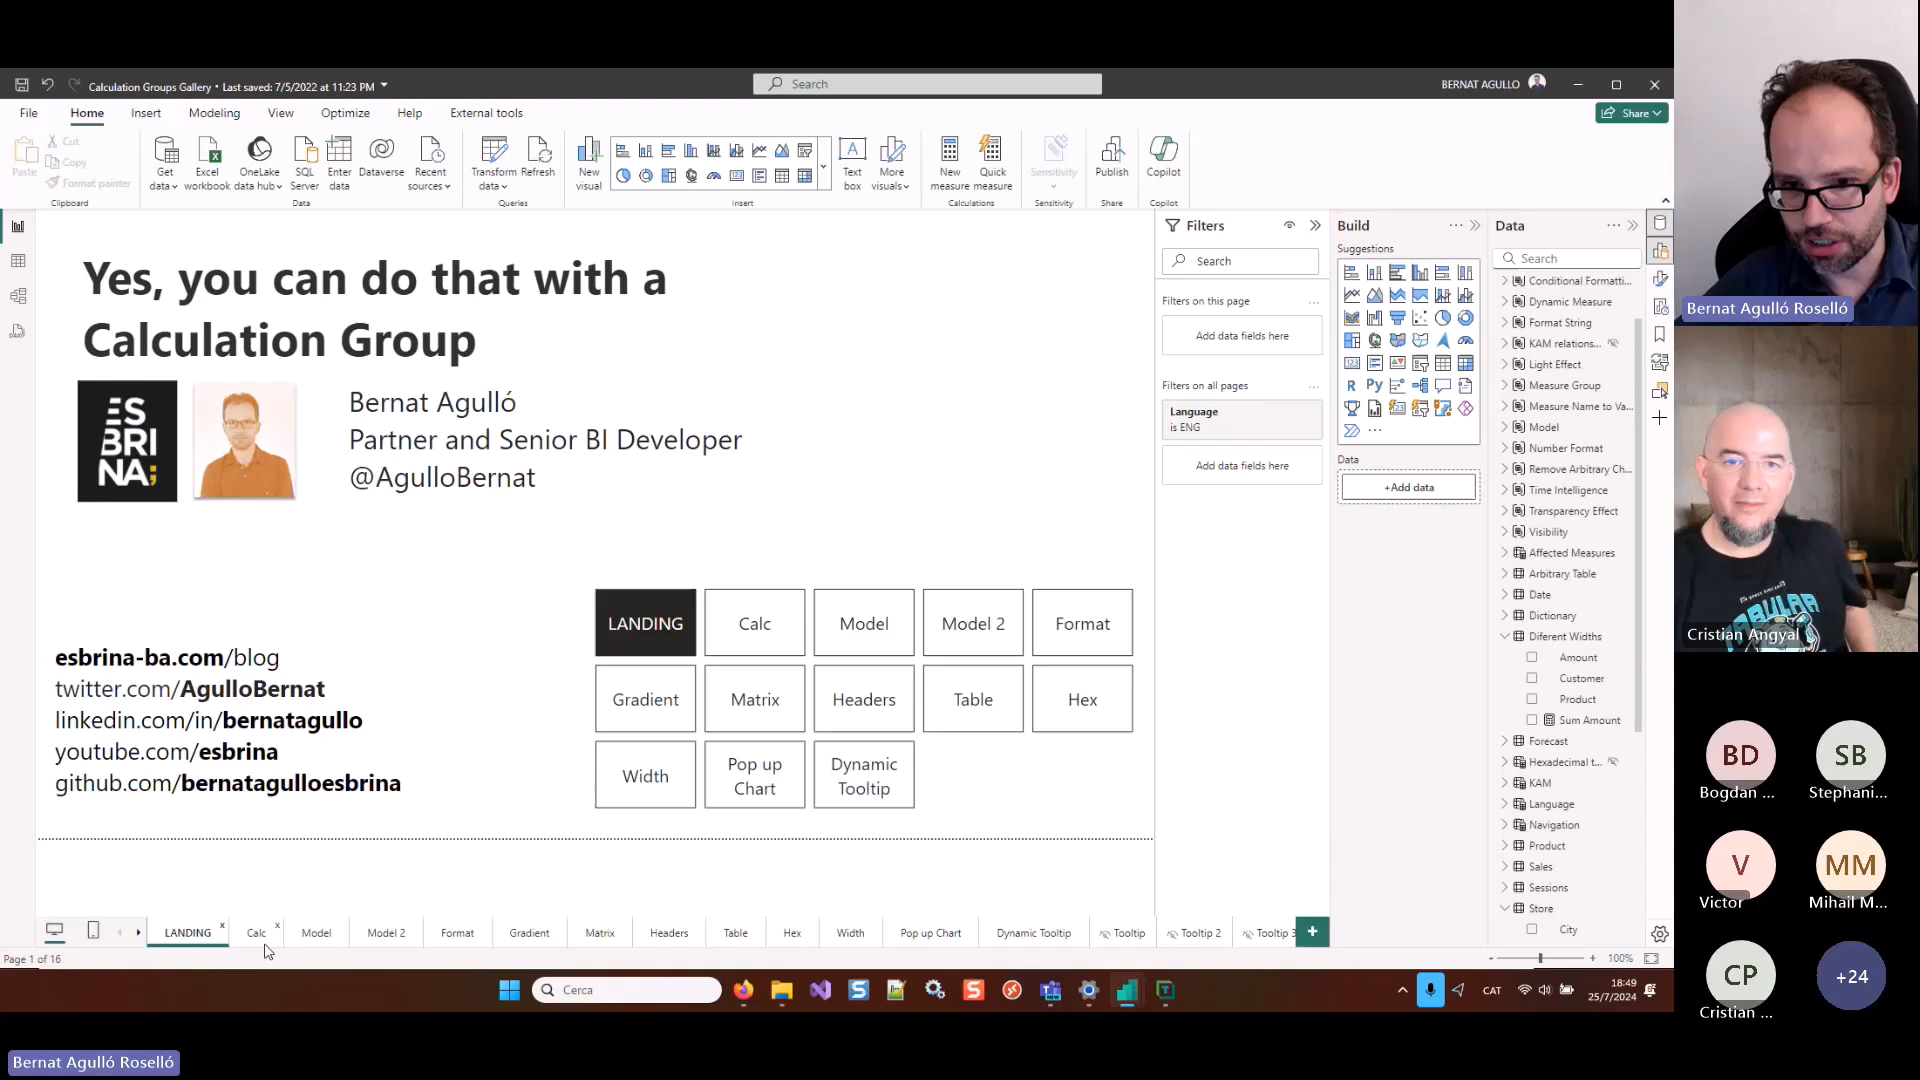 Calculation Groups Gallery • Last saved: 7/5/2022 at 11:23 PM
Search
BERNAT AGULLO
File
Home
Insert
Modeling
View
Optimize
Help
External tools
Share
Paste
Cut
Copy
Format painter
Clipboard
Get data
Excel workbook
OneLake data hub
SQL Server
Enter data
Dataverse
Recent sources
Data
Transform data
Refresh
Queries
New visual
Text box
More visuals
Insert
New measure
Quick measure
Calculations
Sensitivity
Sensitivity
Publish
Share
Copilot
Copilot
Yes, you can do that with a
Calculation Group
ES
BRI
NA;
Bernat Agulló
Partner and Senior BI Developer
@AgulloBernat
esbrina-ba.com/blog
twitter.com/AgulloBernat
linkedin.com/in/bernatagullo
youtube.com/esbrina
github.com/bernatagulloesbrina
LANDING
Calc
Model
Model 2
Format
Gradient
Matrix
Headers
Table
Hex
Width
Pop up Chart
Dynamic Tooltip
Filters
Search
Filters on this page
Add data fields here
Filters on all pages
Language
is ENG
Add data fields here
Build
Suggestions
R
Py
Data
+Add data
Data
Search
Conditional Formatti...
Dynamic Measure
Format String
KAM relations...
Light Effect
Measure Group
Measure Name to Va...
Model
Number Format
Remove Arbitrary Ch...
Time Intelligence
Transparency Effect
Visibility
Affected Measures
Arbitrary Table
Date
Dictionary
Diferent Widths
Amount
Customer
Product
Sum Amount
Forecast
Hexadecimal t...
KAM
Language
Navigation
Product
Sales
Sessions
Store
City
LANDING
Calc
Model
Model 2
Format
Gradient
Matrix
Headers
Table
Hex
Width
Pop up Chart
Dynamic Tooltip
Tooltip
Tooltip 2
Tooltip 3
Page 1 of 16
100%
Cerca
CAT
18:49
25/7/2024
Bernat Agulló Roselló
Bernat Agulló Roselló
TABULAR
Cristian Angyal
BD
Bogdan ...
SB
Stephani...
V
Victor
MM
Mihail M...
CP
Cristian ...
+24